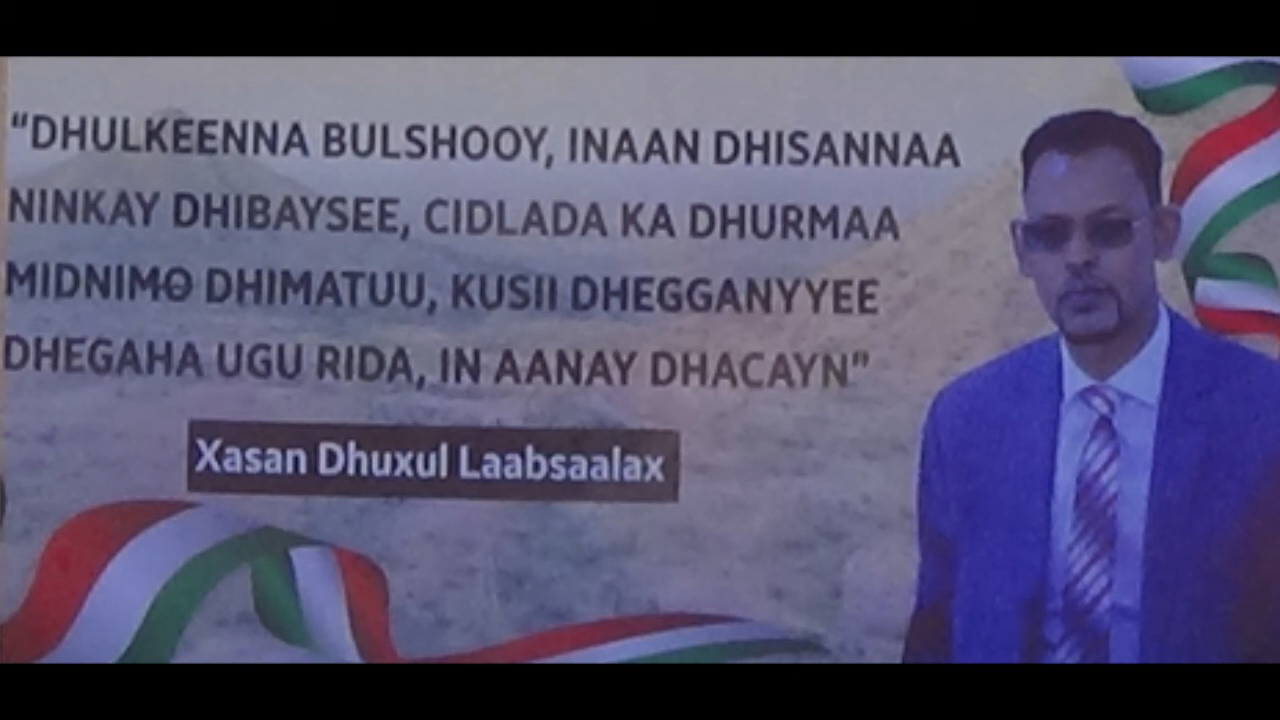 “DHULKEENNA BULSHOOY, INAAN DHISANNAA
NINKAY DHIBAYSEE, CIDLADA KA DHURMAA
MIDNIMO DHIMATUU, KUSII DHEGGANYYEE
DHEGAHA UGU RIDA, IN AANAY DHACAYN”
Xasan Dhuxul Laabsaalax